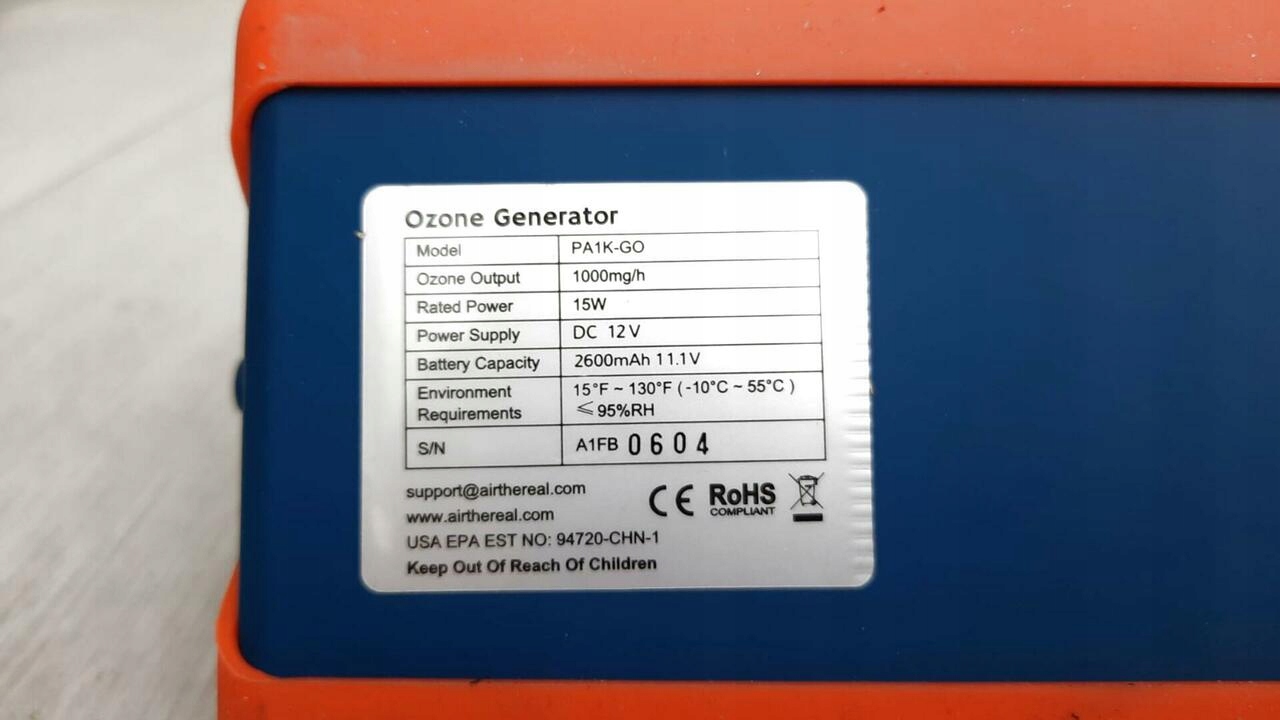 Ozone Generator
Model PA1K-GO
Ozone Output 1000mg/h
Rated Power 15W
Power Supply DC 12V
Battery Capacity 2600mAh 11.1V
Environment Requirements 15°F ~ 130°F ( -10°C ~ 55°C )
⩽ 95%RH
S/N A1FB 0604
support@airthereal.com
www.airthereal.com
CE RoHS
COMPLIANT
USA EPA EST NO: 94720-CHN-1
Keep Out Of Reach Of Children